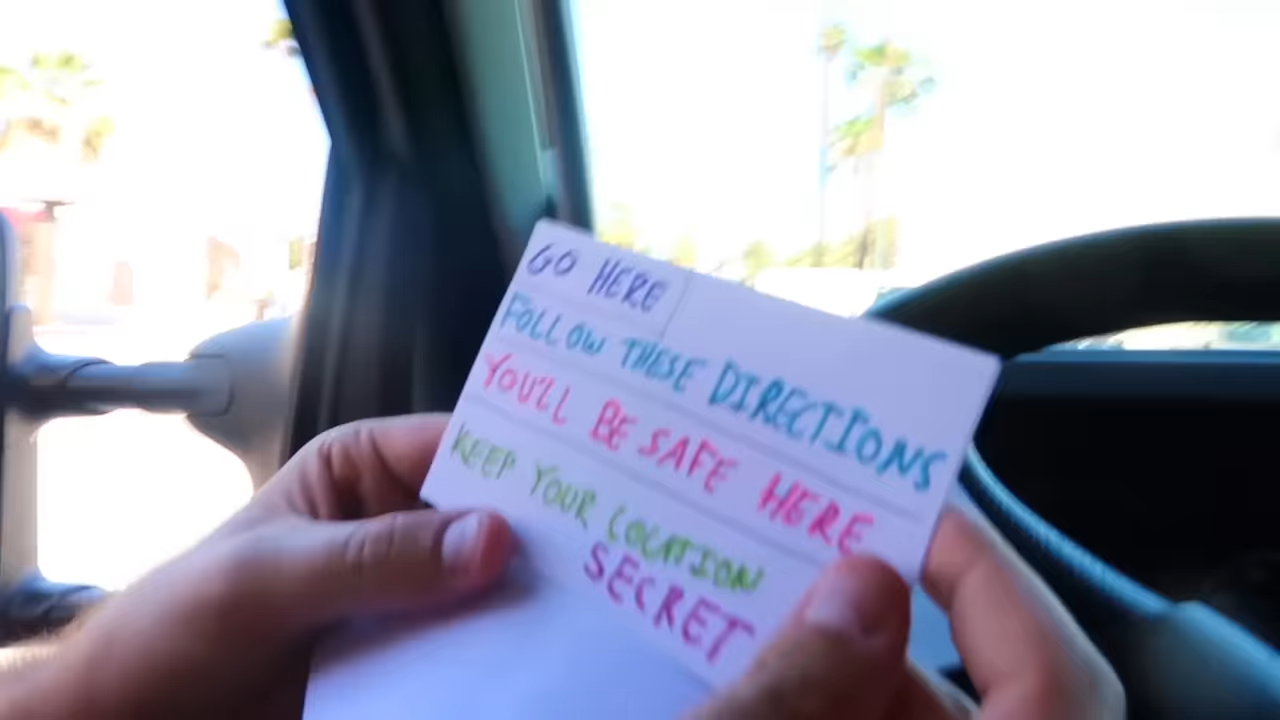 GO HERE
FOLLOW THESE DIRECTIONS
YOU'LL BE SAFE HERE
KEEP YOUR LOCATION
SECRET